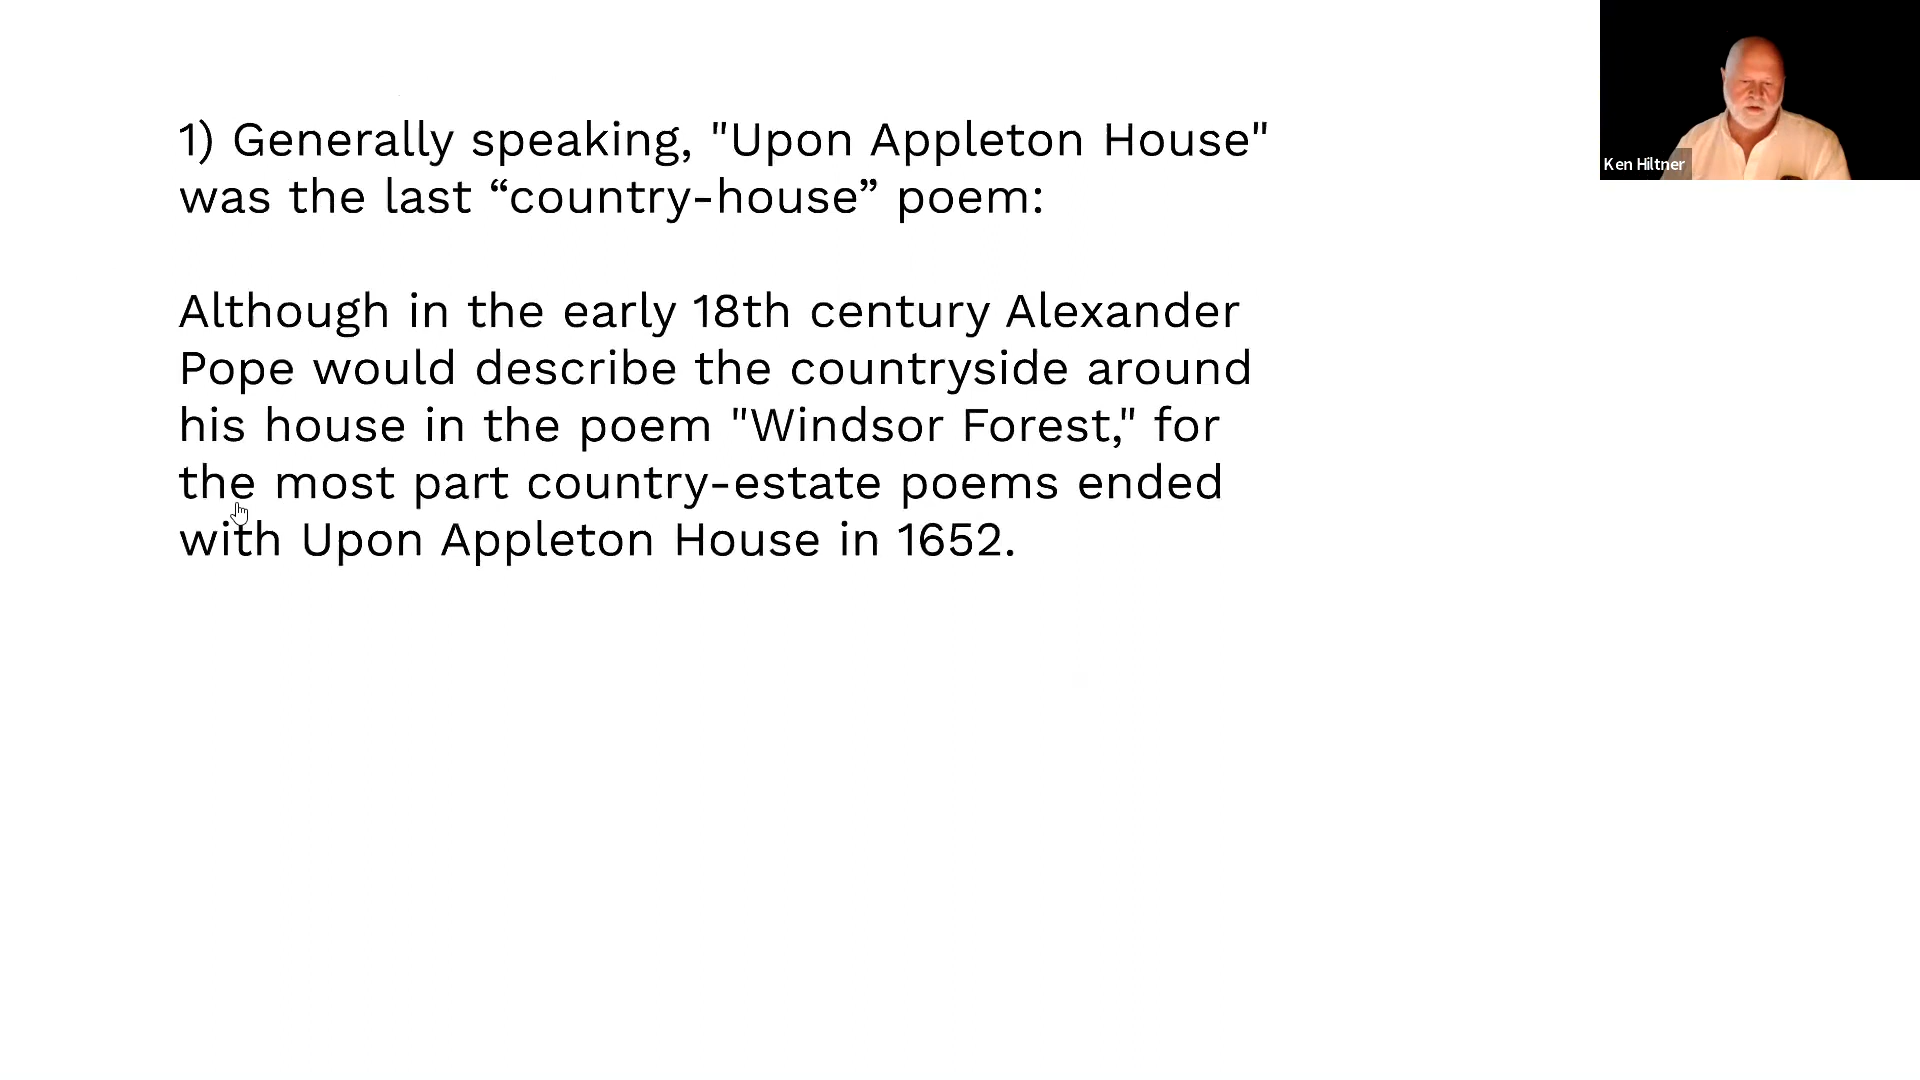 1) Generally speaking, "Upon Appleton House"
was the last “country-house” poem:
Although in the early 18th century Alexander
Pope would describe the countryside around
his house in the poem "Windsor Forest," for
the most part country-estate poems ended
with Upon Appleton House in 1652.
Ken Hiltner